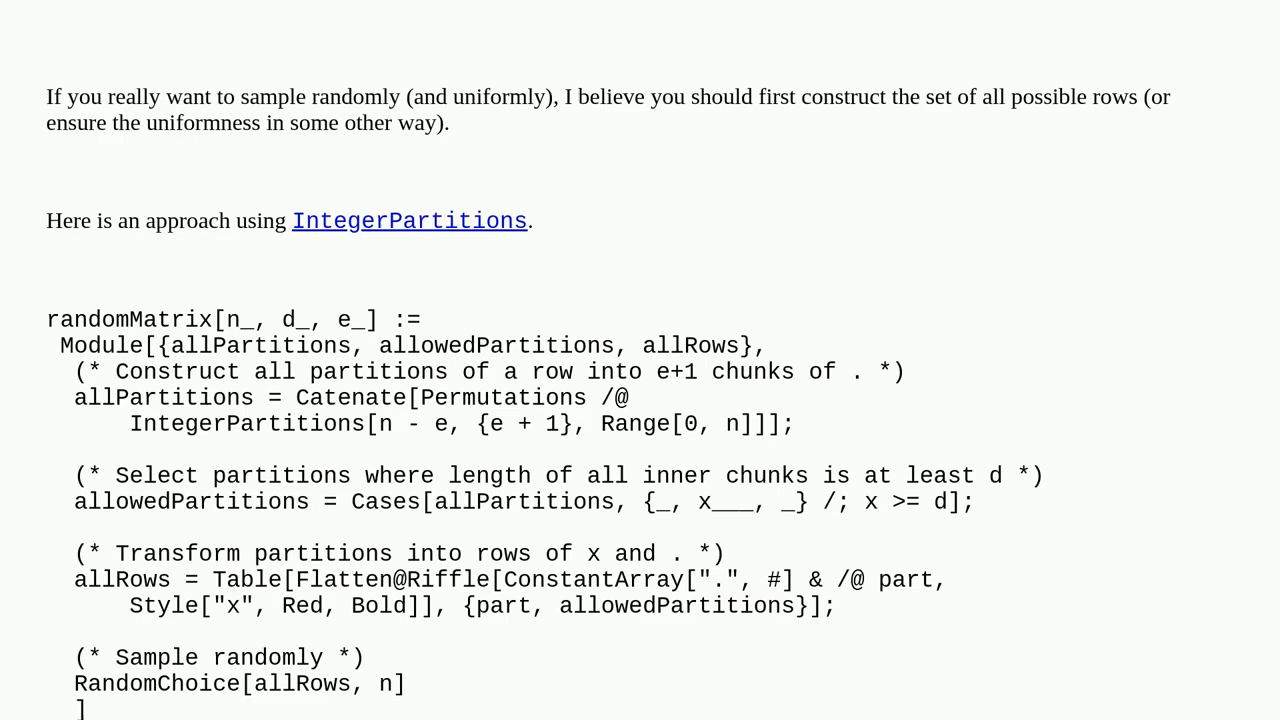 If you really want to sample randomly (and uniformly), I believe you should first construct the set of all possible rows (or
ensure the uniformness in some other way).
Here is an approach using IntegerPartitions.
randomMatrix[n_, d_, e_] :=
 Module[{allPartitions, allowedPartitions, allRows},
  (* Construct all partitions of a row into e+1 chunks of . *)
  allPartitions = Catenate[Permutations /@
      IntegerPartitions[n - e, {e + 1}, Range[0, n]]];
  (* Select partitions where length of all inner chunks is at least d *)
  allowedPartitions = Cases[allPartitions, {_, x___, _} /; x >= d];
  (* Transform partitions into rows of x and . *)
  allRows = Table[Flatten@Riffle[ConstantArray[".", #] & /@ part,
      Style["x", Red, Bold]], {part, allowedPartitions}];
  (* Sample randomly *)
  RandomChoice[allRows, n]
  ]